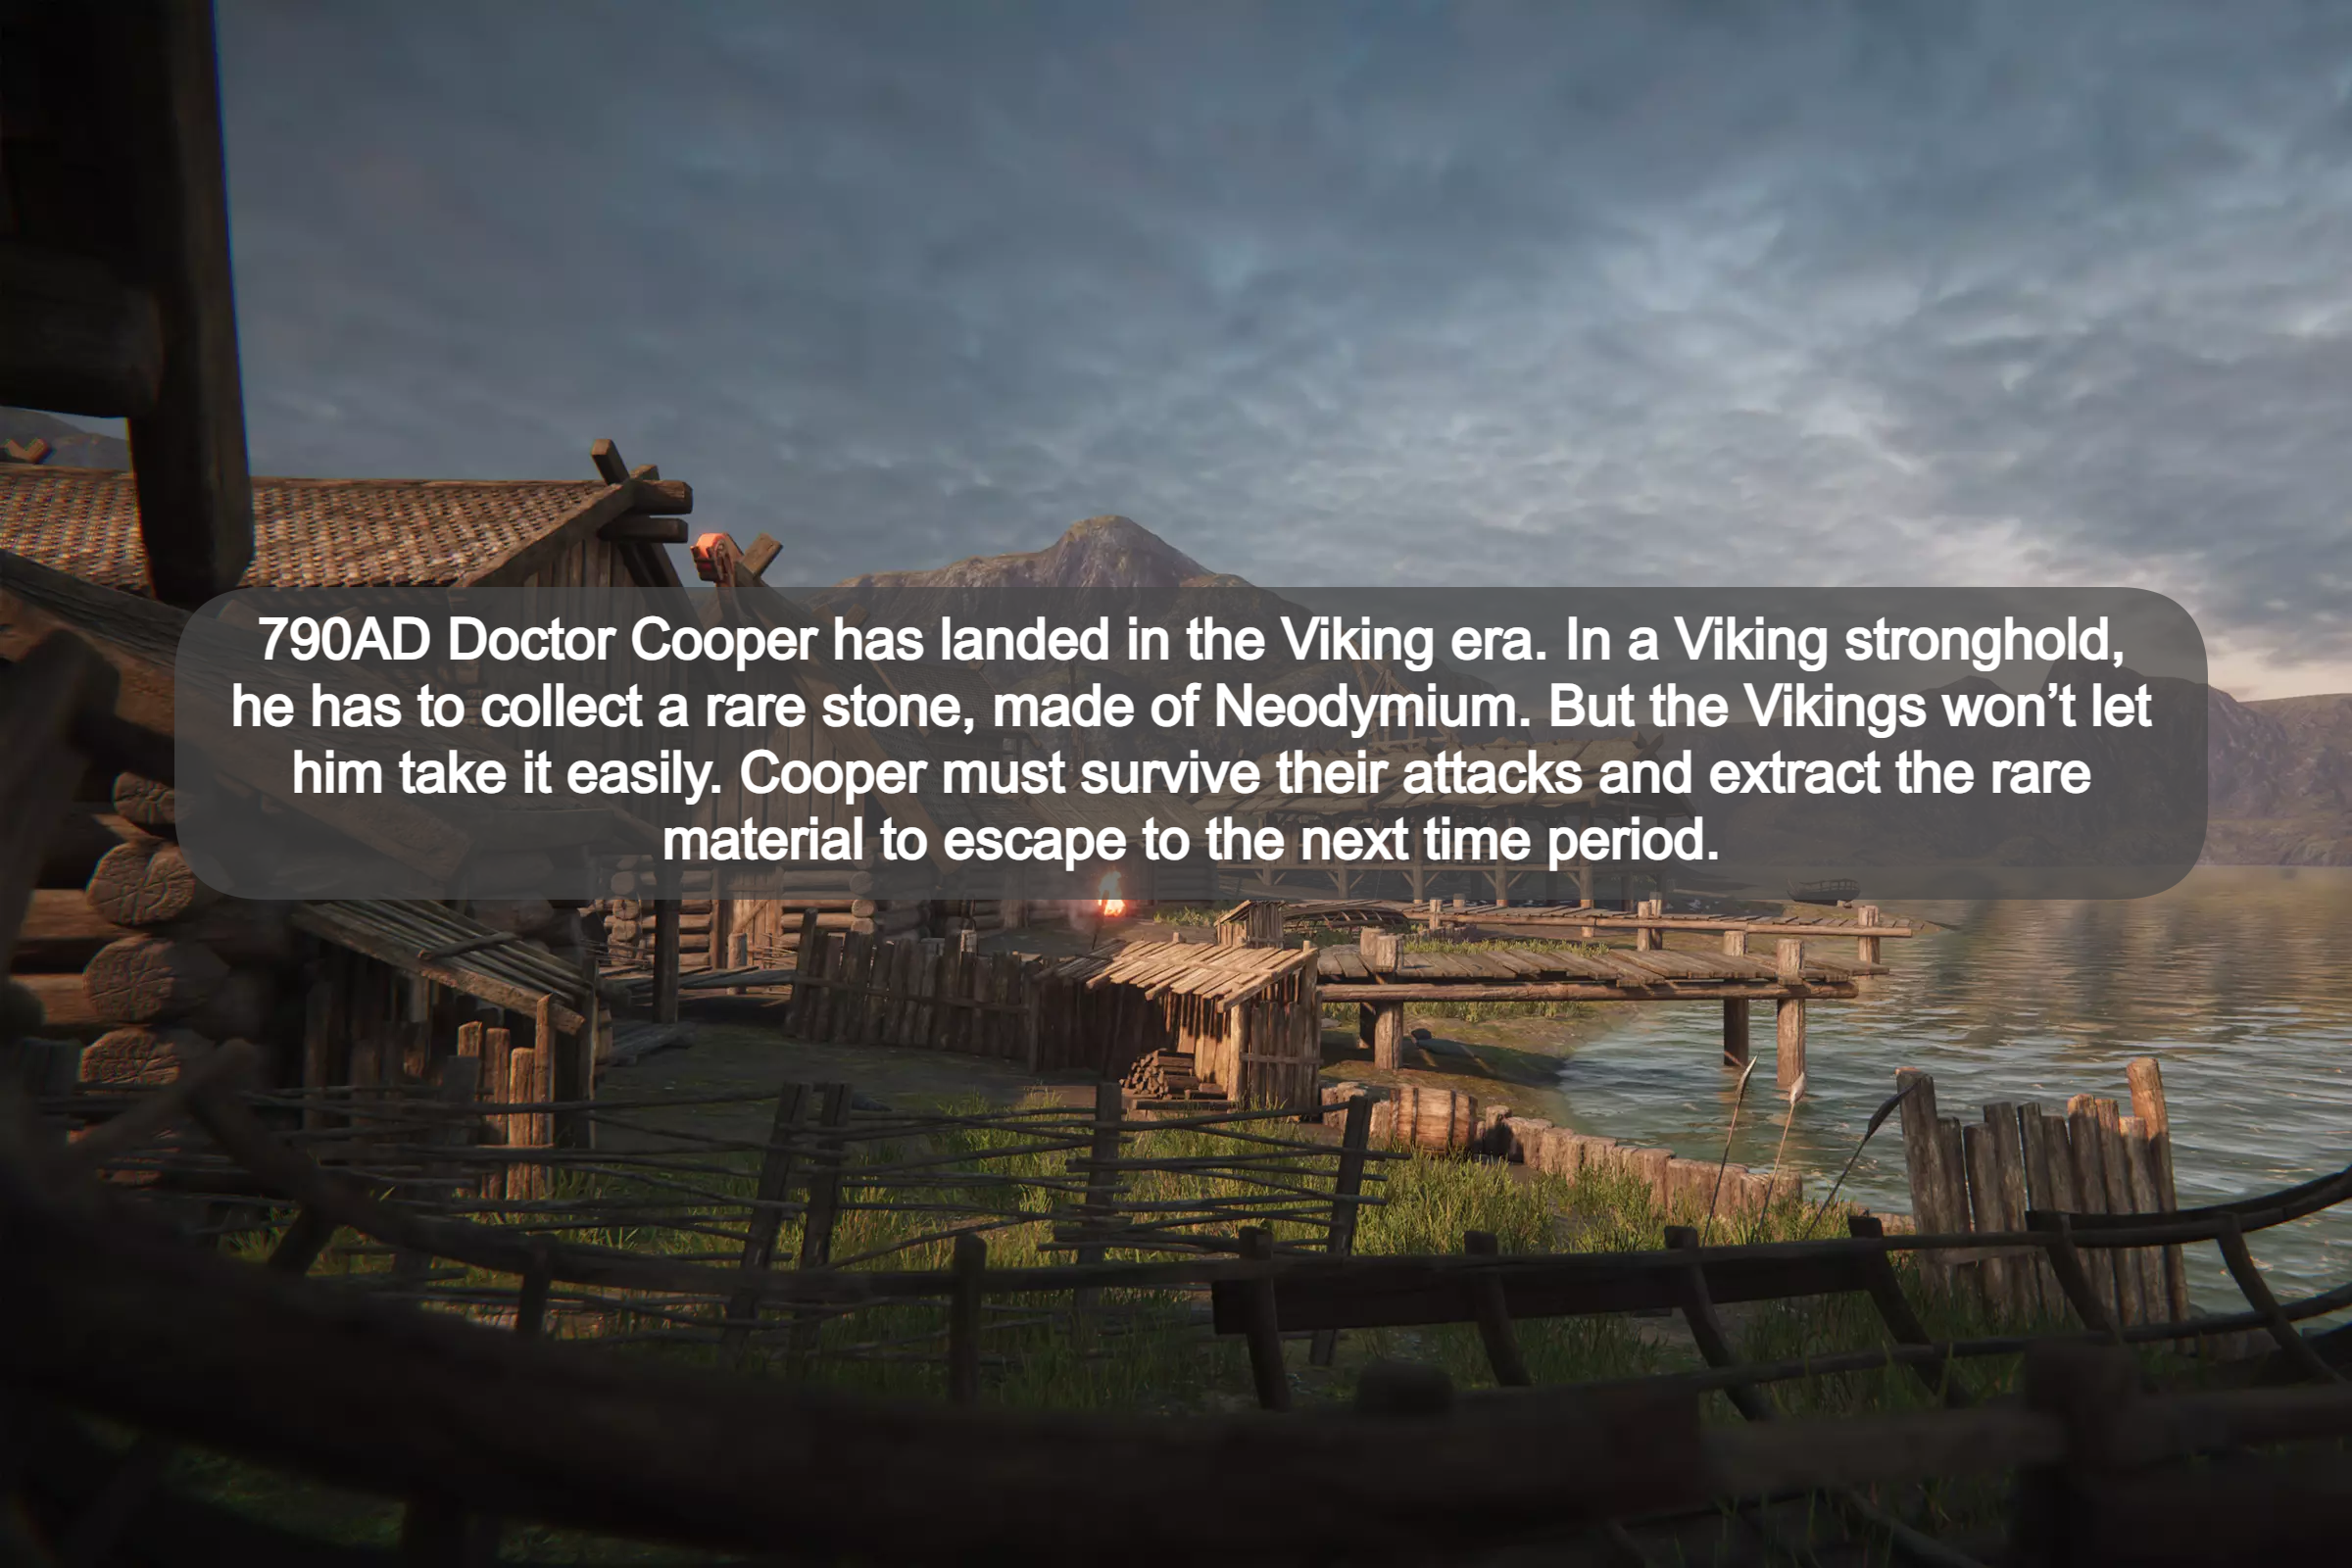 790AD Doctor Cooper has landed in the Viking era. In a Viking stronghold,
he has to collect a rare stone, made of Neodymium. But the Vikings won’t let
him take it easily. Cooper must survive their attacks and extract the rare
material to escape to the next time period.